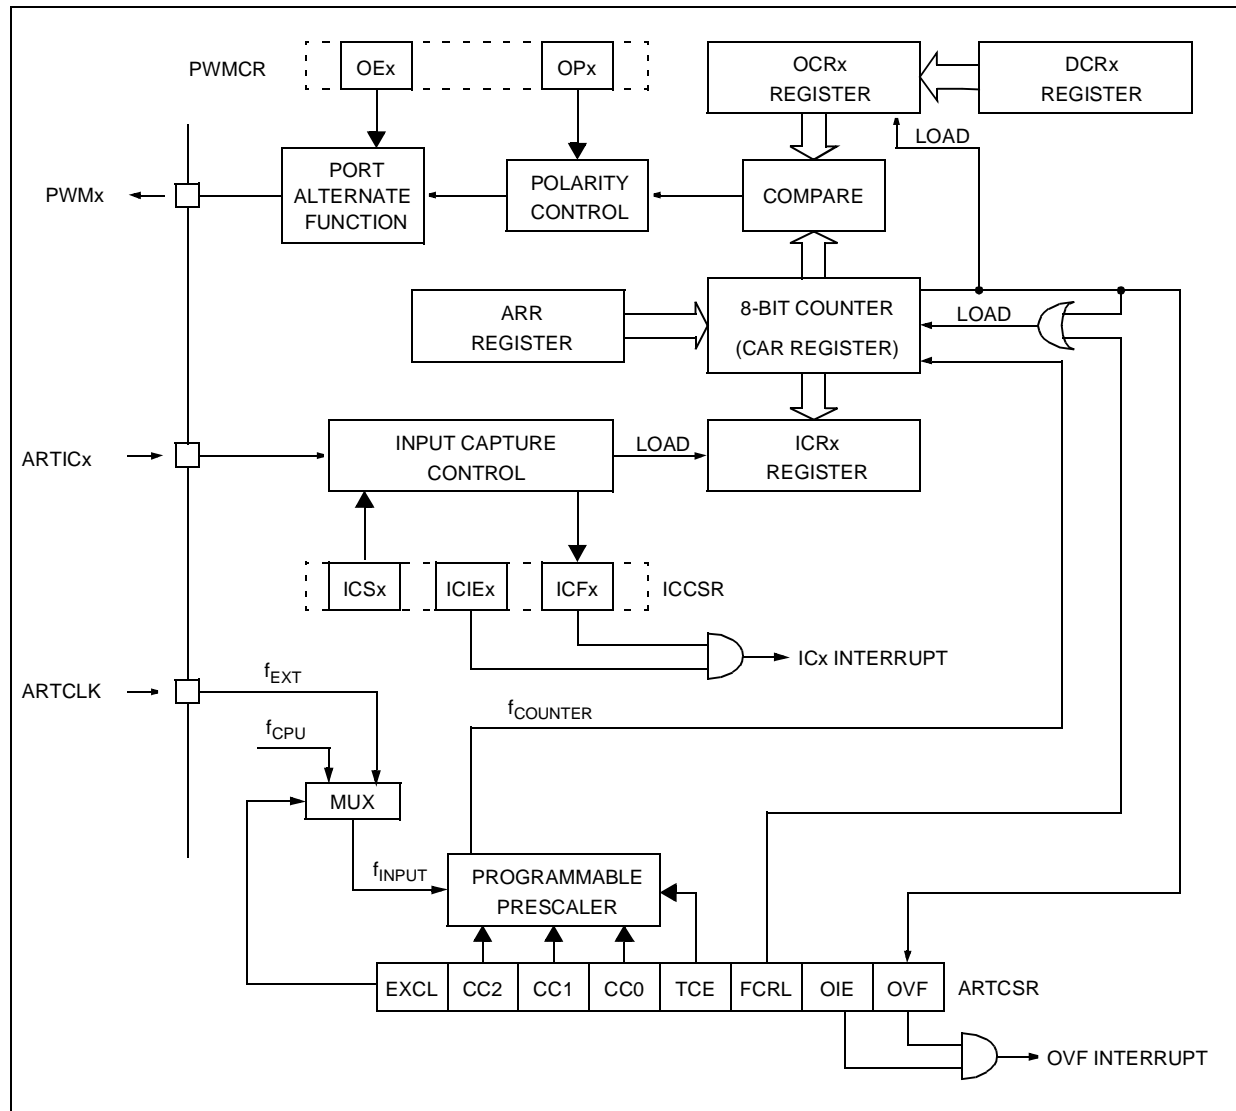 PWMCR
OEx
OPx
OCRx
REGISTER
DCRx
REGISTER
LOAD
PWMx
PORT
ALTERNATE
FUNCTION
POLARITY
CONTROL
COMPARE
ARR
REGISTER
8-BIT COUNTER
(CAR REGISTER)
LOAD
ARTICx
INPUT CAPTURE
CONTROL
LOAD
ICRx
REGISTER
ICSx
ICIEx
ICFx
ICCSR
ICx INTERRUPT
ARTCLK
fEXT
fCPU
fCOUNTER
MUX
fINPUT
PROGRAMMABLE
PRESCALER
EXCL
CC2
CC1
CC0
TCE
FCRL
OIE
OVF
ARTCSR
OVF INTERRUPT